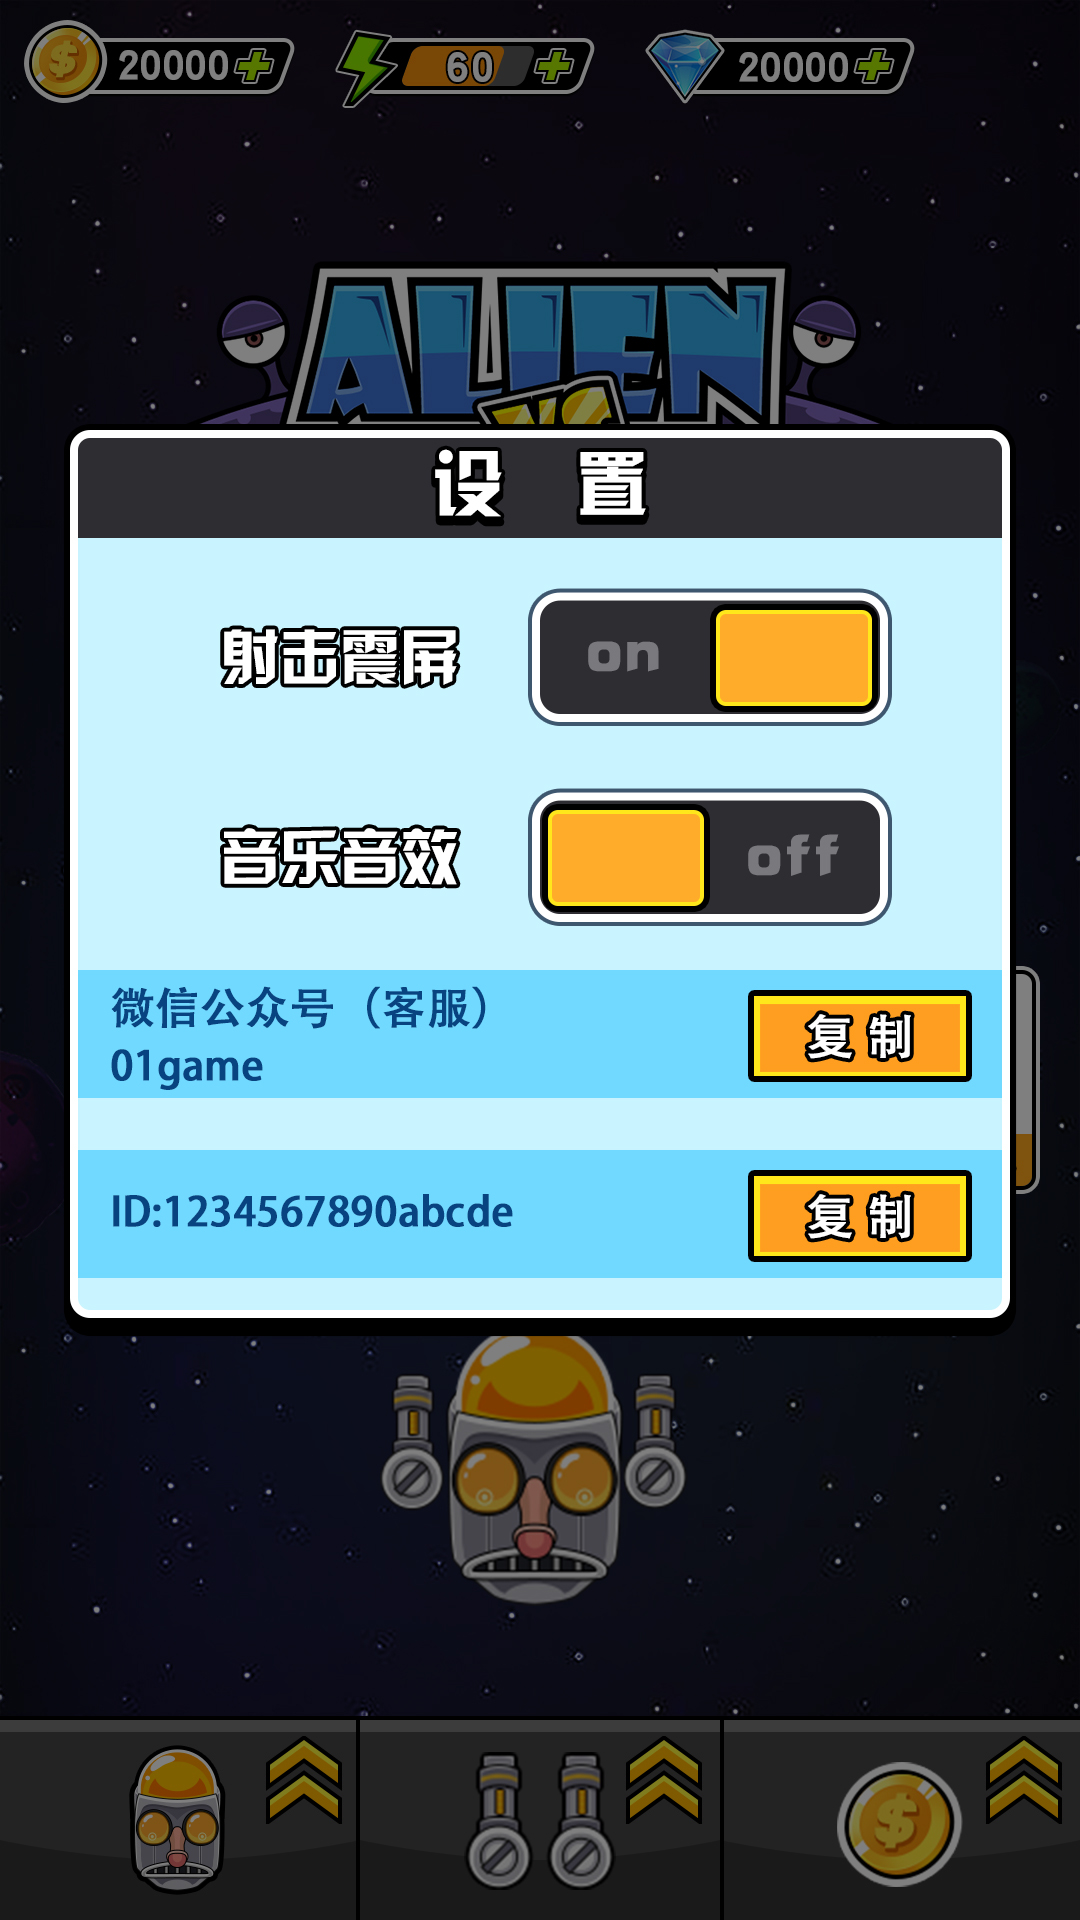 20000
60
20000
ALIEN
VS
设 置
射击震屏
on
音乐音效
off
微信公众号（客服）
01game
复 制
ID:1234567890abcde
复 制